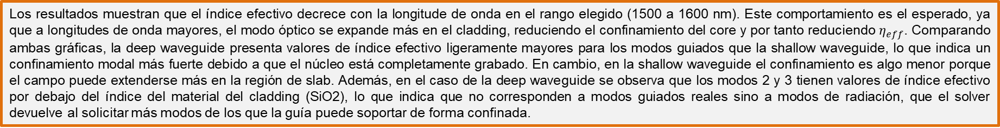 Los resultados muestran que el índice efectivo decrece con la longitude de onda en el rango elegido (1500 a 1600 nm). Este comportamiento es el esperado, ya
que a longitudes de onda mayores, el modo óptico se expande más en el cladding, reduciendo el confinamiento del core y por tanto reduciendo η_eff. Comparando
ambas gráficas, la deep waveguide presenta valores de índice efectivo ligeramente mayores para los modos guiados que la shallow waveguide, lo que indica un
confinamiento modal más fuerte debido a que el núcleo está completamente grabado. En cambio, en la shallow waveguide el confinamiento es algo menor porque
el campo puede extenderse más en la región de slab. Además, en el caso de la deep waveguide se observa que los modos 2 y 3 tienen valores de índice efectivo
por debajo del índice del material del cladding (SiO2), lo que indica que no corresponden a modos guiados reales sino a modos de radiación, que el solver
devuelve al solicitar más modos de los que la guía puede soportar de forma confinada.